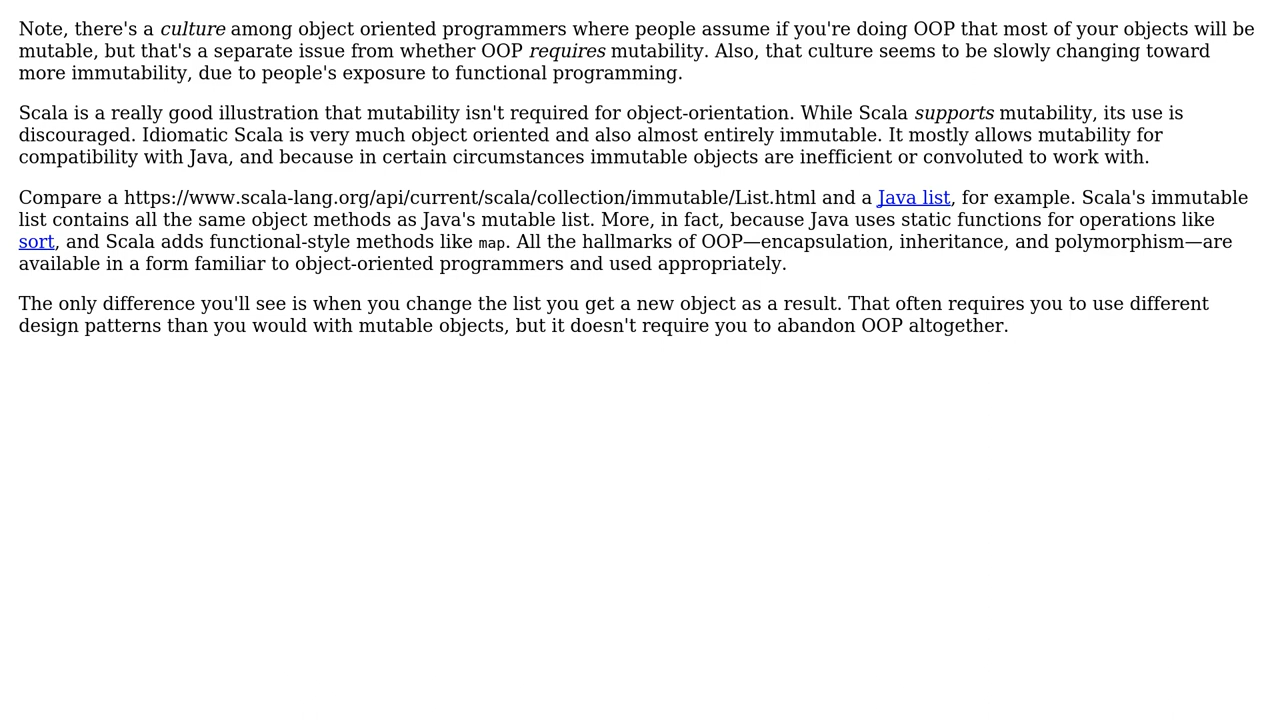 Note, there's a culture among object oriented programmers where people assume if you're doing OOP that most of your objects will be
mutable, but that's a separate issue from whether OOP requires mutability. Also, that culture seems to be slowly changing toward
more immutability, due to people's exposure to functional programming.
Scala is a really good illustration that mutability isn't required for object-orientation. While Scala supports mutability, its use is
discouraged. Idiomatic Scala is very much object oriented and also almost entirely immutable. It mostly allows mutability for
compatibility with Java, and because in certain circumstances immutable objects are inefficient or convoluted to work with.
Compare a https://www.scala-lang.org/api/current/scala/collection/immutable/List.html and a Java list, for example. Scala's immutable
list contains all the same object methods as Java's mutable list. More, in fact, because Java uses static functions for operations like
sort, and Scala adds functional-style methods like map. All the hallmarks of OOP—encapsulation, inheritance, and polymorphism—are
available in a form familiar to object-oriented programmers and used appropriately.
The only difference you'll see is when you change the list you get a new object as a result. That often requires you to use different
design patterns than you would with mutable objects, but it doesn't require you to abandon OOP altogether.